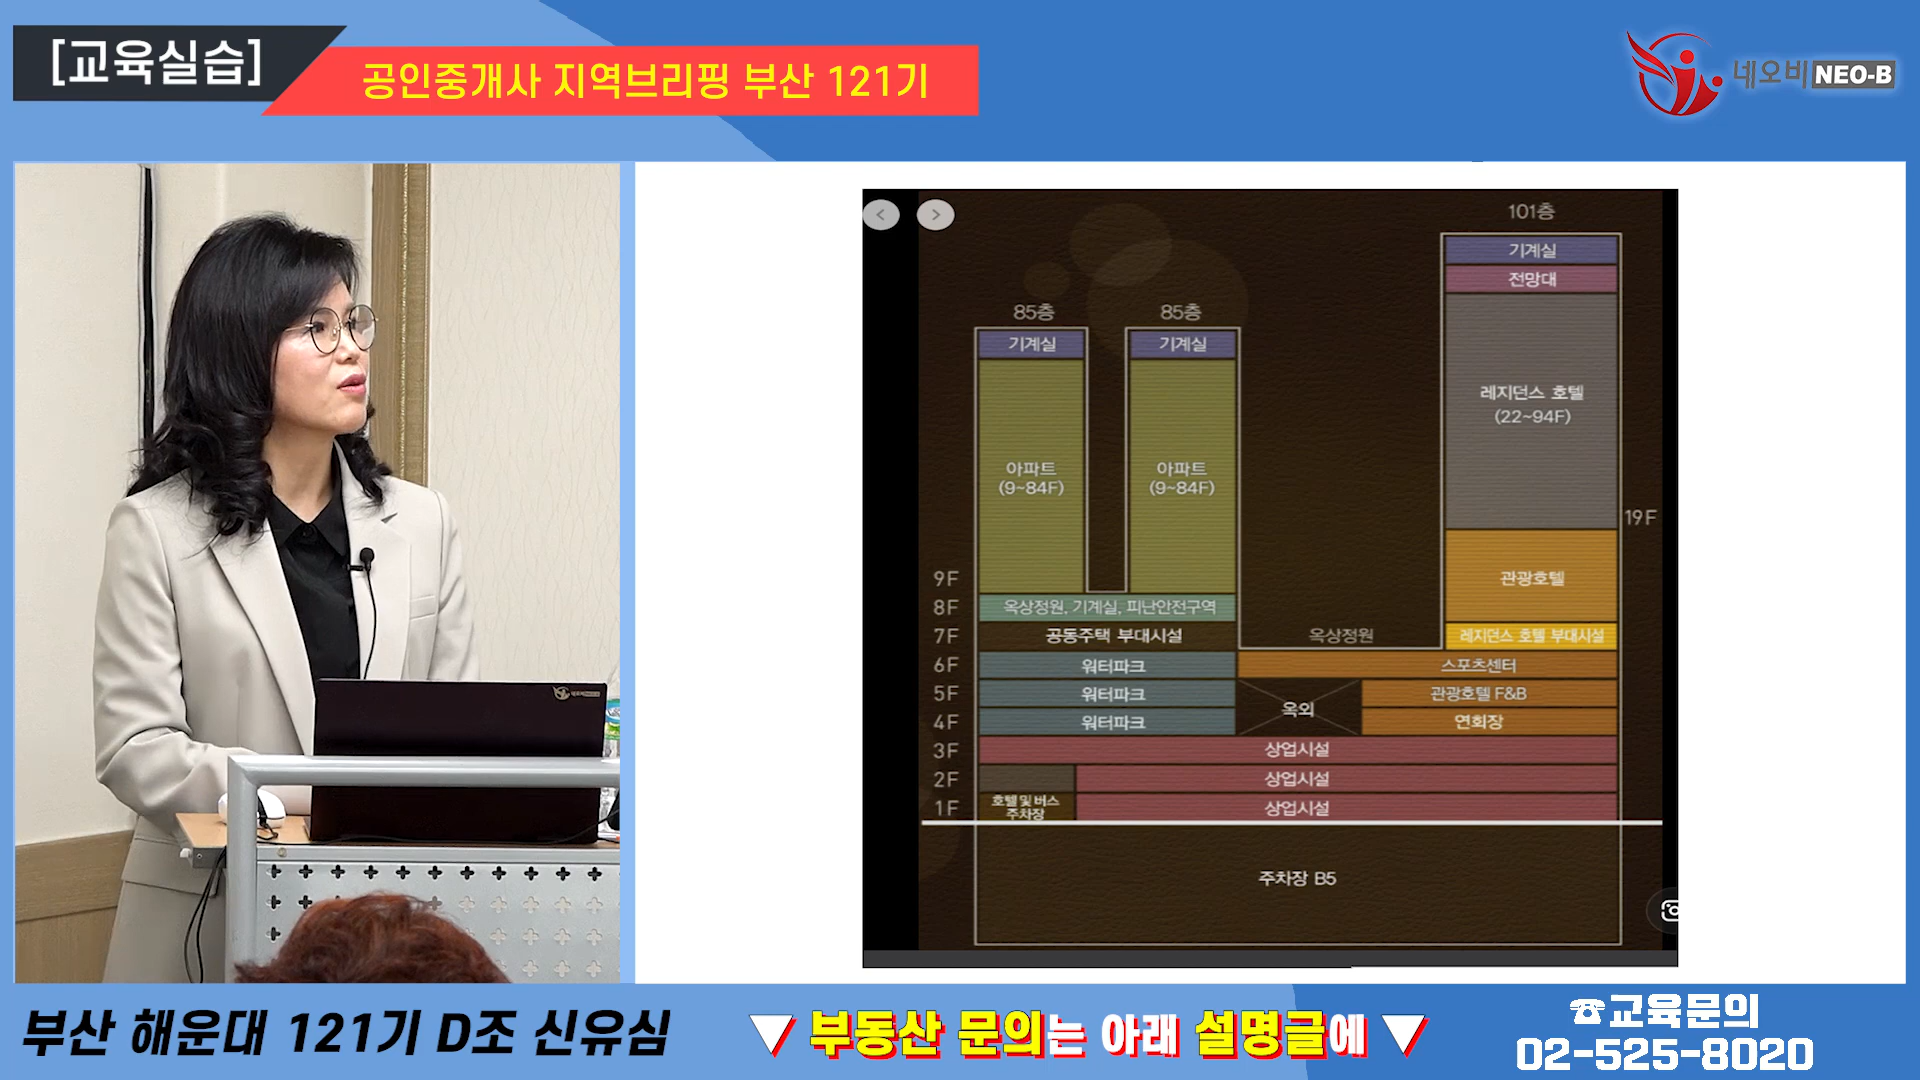 [교육실습]
공인중개사 지역브리핑 부산 121기
네오비 NEO-B
101층
기계실
전망대
85층
85층
기계실
기계실
레지던스 호텔
(22~94F)
아파트
(9~84F)
아파트
(9~84F)
19F
9F
관광호텔
8F
옥상정원, 기계실, 피난안전구역
7F
공동주택 부대시설
옥상정원
레지던스 호텔 부대시설
6F
워터파크
스포츠센터
5F
워터파크
관광호텔 F&B
옥외
4F
워터파크
연회장
3F
상업시설
2F
상업시설
1F
호텔 및 버스
주차장
상업시설
주차장 B5
부산 해운대 121기 D조 신유심
▼ 부동산 문의는 아래 설명글에 ▼
☎교육문의
02-525-8020